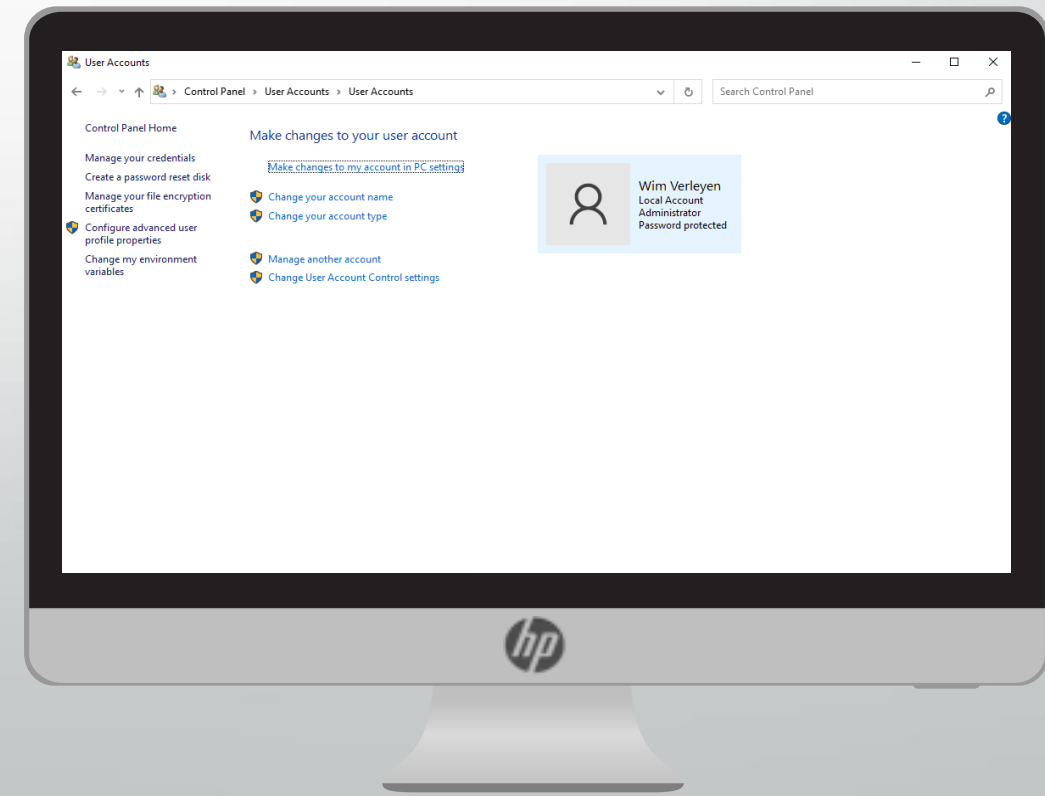 User Accounts
Control Panel > User Accounts > User Accounts
Search Control Panel
?
Control Panel Home
Manage your credentials
Create a password reset disk
Manage your file encryption
certificates
Configure advanced user
profile properties
Change my environment
variables
Make changes to your user account
Make changes to my account in PC settings
Change your account name
Change your account type
Manage another account
Change User Account Control settings
Wim Verleyen
Local Account
Administrator
Password protected
hp